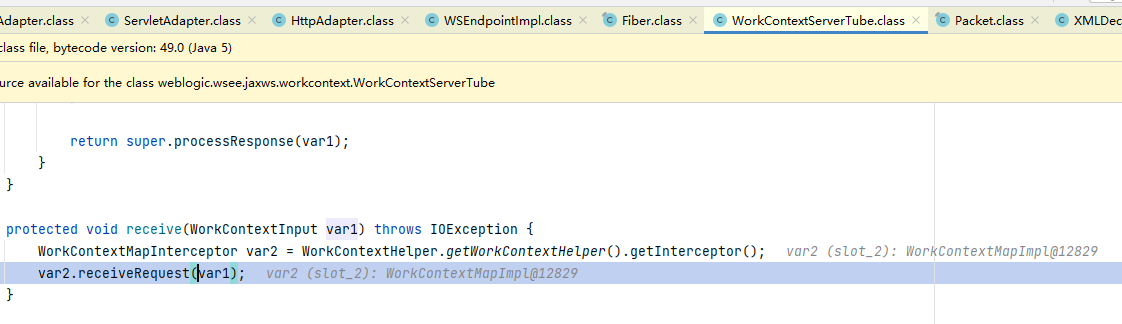 Adapter.class × ServletAdapter.class × HttpAdapter.class × WSEndpointImpl.class × Fiber.class × WorkContextServerTube.class × Packet.class × XMLDec
class file, bytecode version: 49.0 (Java 5)
urce available for the class weblogic.wsee.jaxws.workcontext.WorkContextServerTube
return super.processResponse(var1);
}
}
protected void receive(WorkContextInput var1) throws IOException {
WorkContextMapInterceptor var2 = WorkContextHelper.getWorkContextHelper().getInterceptor(); var2 (slot_2): WorkContextMapImpl@12829
var2.receiveRequest(var1); var2 (slot_2): WorkContextMapImpl@12829
}